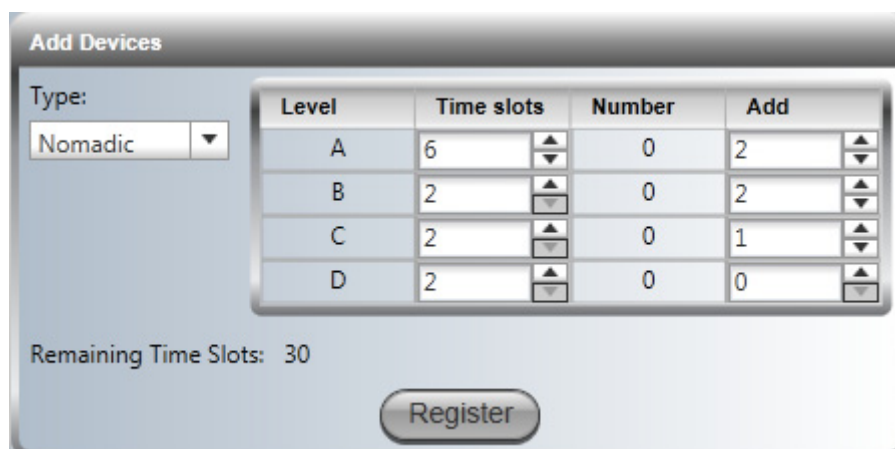 Add Devices
Type:
Nomadic
Level Time slots Number Add
A 6 0 2
B 2 0 2
C 2 0 1
D 2 0 0
Remaining Time Slots: 30
Register